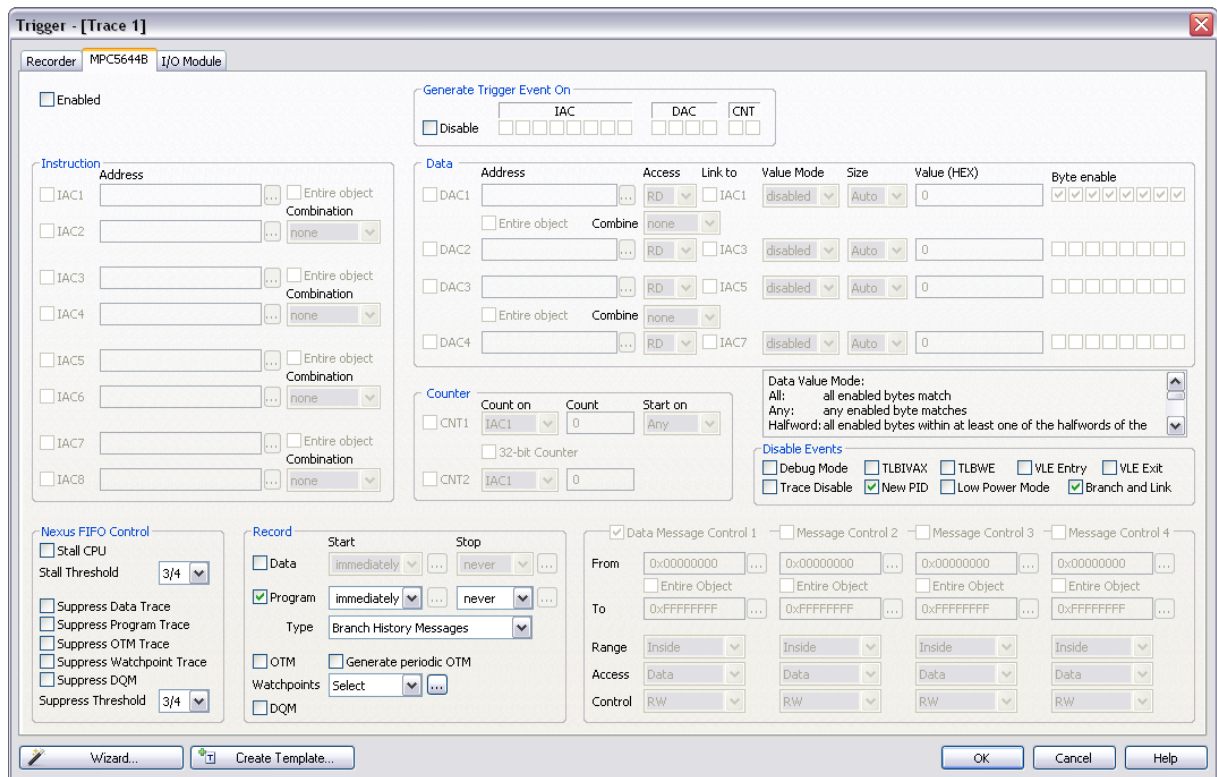 Trigger - [Trace 1]
Recorder MPC5644B I/O Module
Enabled
Generate Trigger Event On
IAC DAC CNT
Disable
Instruction
Address
IAC1 ... Entire object
Combination
IAC2 ... none
IAC3 ... Entire object
Combination
IAC4 ... none
IAC5 ... Entire object
Combination
IAC6 ... none
IAC7 ... Entire object
Combination
IAC8 ... none
Data
Address Access Link to Value Mode Size Value (HEX) Byte enable
DAC1 ... RD IAC1 disabled Auto 0
Entire object Combine none
DAC2 ... RD IAC3 disabled Auto 0
DAC3 ... RD IAC5 disabled Auto 0
Entire object Combine none
DAC4 ... RD IAC7 disabled Auto 0
Counter
Count on Count Start on
CNT1 IAC1 0 Any
32-bit Counter
CNT2 IAC1 0
Data Value Mode:
All: all enabled bytes match
Any: any enabled byte matches
Halfword: all enabled bytes within at least one of the halfwords of the
Disable Events
Debug Mode TLBIVAX TLBWE VLE Entry VLE Exit
Trace Disable New PID Low Power Mode Branch and Link
Nexus FIFO Control
Stall CPU
Stall Threshold 3/4
Suppress Data Trace
Suppress Program Trace
Suppress OTM Trace
Suppress Watchpoint Trace
Suppress DQM
Suppress Threshold 3/4
Record
Start Stop
Data immediately ... never ...
Program immediately ... never ...
Type Branch History Messages
OTM Generate periodic OTM
Watchpoints Select ...
DQM
Data Message Control 1 Message Control 2 Message Control 3 Message Control 4
From 0x00000000 ... 0x00000000 ... 0x00000000 ... 0x00000000 ...
Entire Object Entire Object Entire Object Entire Object
To 0xFFFFFFFF ... 0xFFFFFFFF ... 0xFFFFFFFF ... 0xFFFFFFFF ...
Range Inside Inside Inside Inside
Access Data Data Data Data
Control RW RW RW RW
Wizard... Create Template... OK Cancel Help